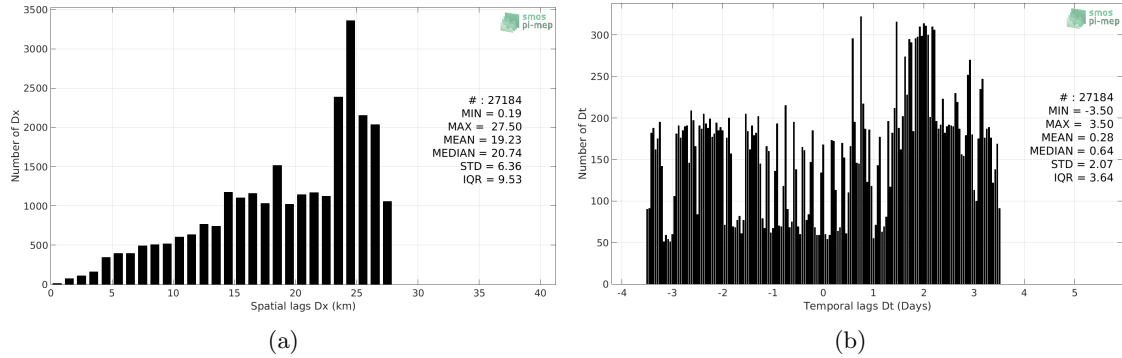 smos
pi-mep
Number of Dx
3500
3000
2500
2000
1500
1000
500
0
# : 27184
MIN = 0.19
MAX = 27.50
MEAN = 19.23
MEDIAN = 20.74
STD = 6.36
IQR = 9.53
0 5 10 15 20 25 30 35 40
Spatial lags Dx (km)
(a)
smos
pi-mep
Number of Dt
300
250
200
150
100
50
0
# : 27184
MIN = -3.50
MAX = 3.50
MEAN = 0.28
MEDIAN = 0.64
STD = 2.07
IQR = 3.64
-4 -3 -2 -1 0 1 2 3 4 5
Temporal lags Dt (Days)
(b)